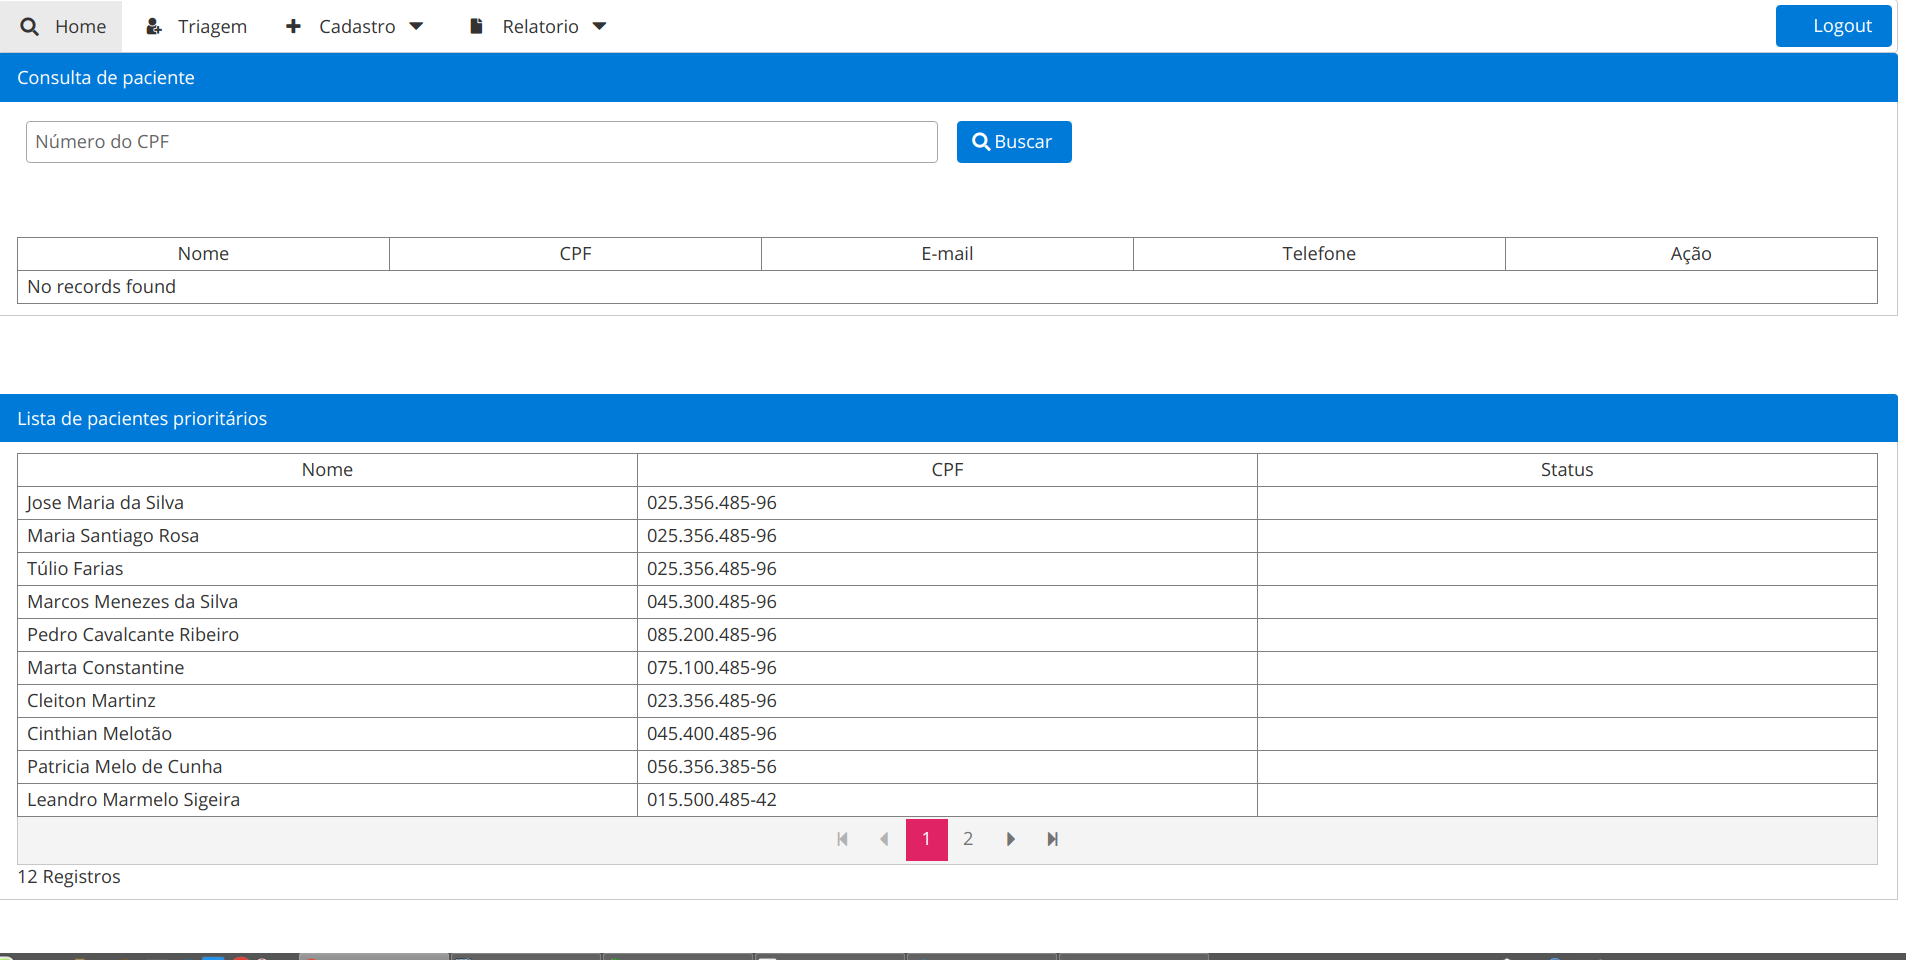 Home Triagem Cadastro Relatorio Logout
Consulta de paciente
Número do CPF Buscar
Nome CPF E-mail Telefone Ação
No records found
Lista de pacientes prioritários
Nome CPF Status
Jose Maria da Silva 025.356.485-96
Maria Santiago Rosa 025.356.485-96
Túlio Farias 025.356.485-96
Marcos Menezes da Silva 045.300.485-96
Pedro Cavalcante Ribeiro 085.200.485-96
Marta Constantine 075.100.485-96
Cleiton Martinz 023.356.485-96
Cinthian Melotão 045.400.485-96
Patricia Melo de Cunha 056.356.385-56
Leandro Marmelo Sigeira 015.500.485-42
1 2
12 Registros